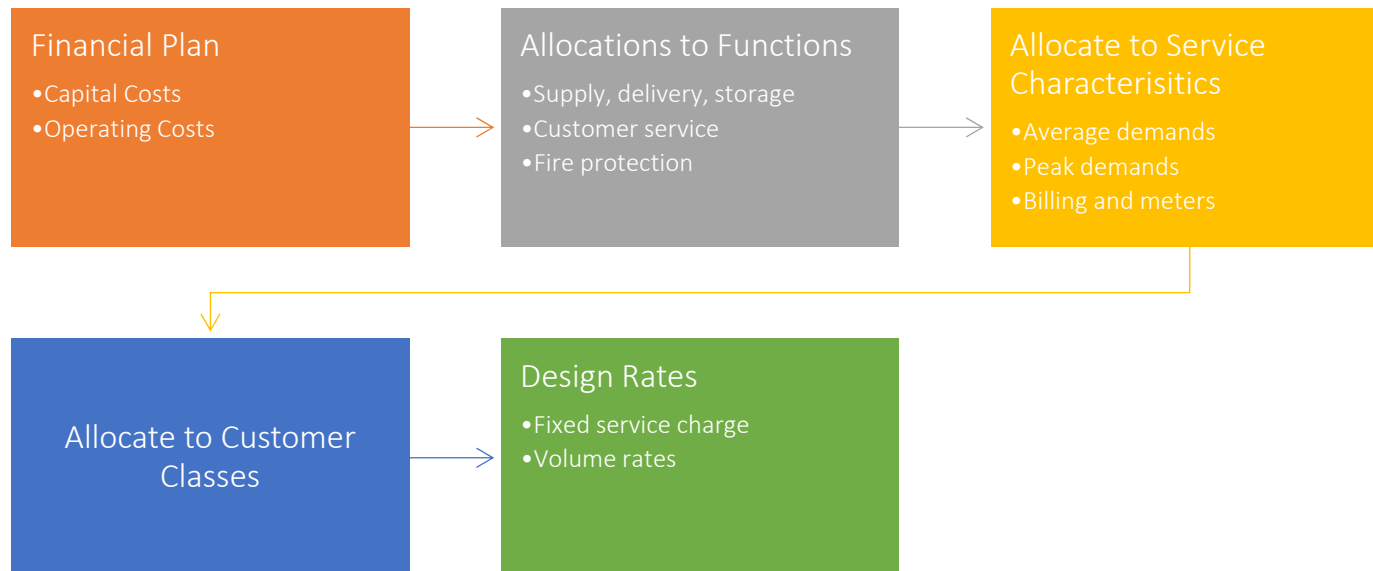 Financial Plan
•Capital Costs
•Operating Costs
Allocations to Functions
•Supply, delivery, storage
•Customer service
•Fire protection
Allocate to Service
Characterisitics
•Average demands
•Peak demands
•Billing and meters
Allocate to Customer
Classes
Design Rates
•Fixed service charge
•Volume rates